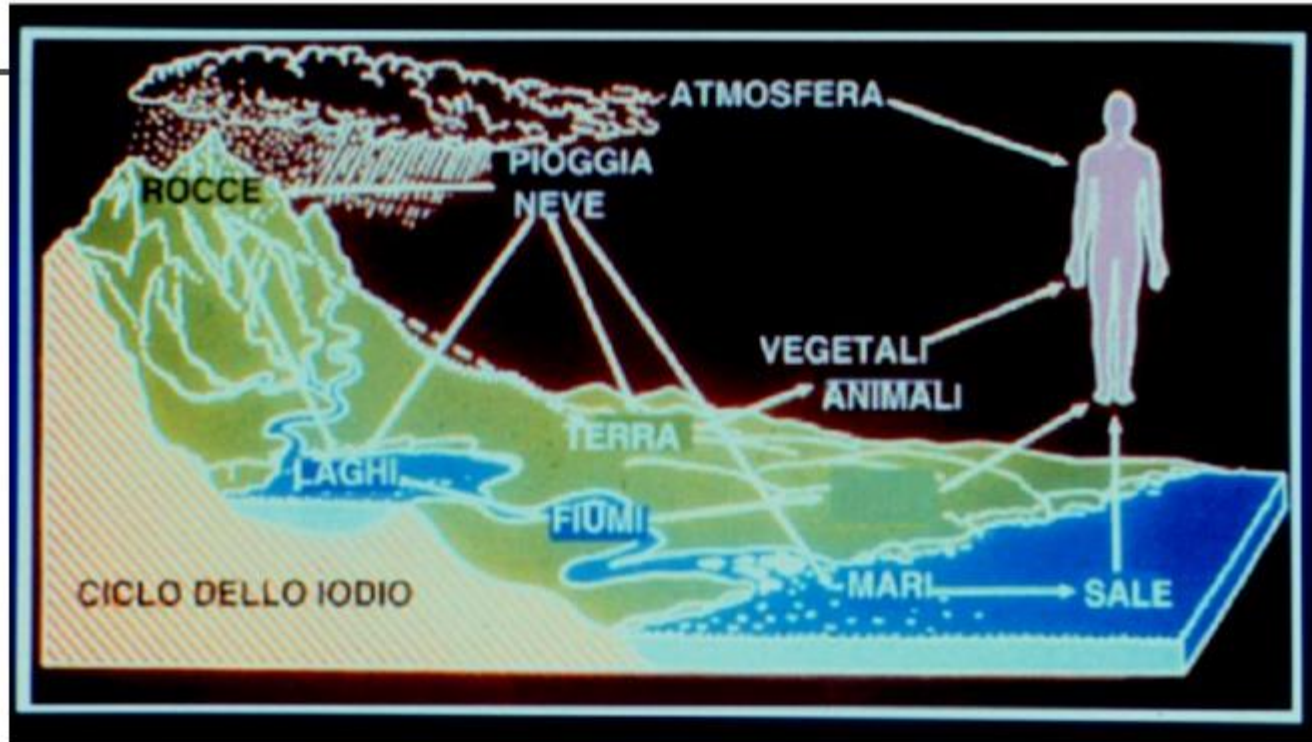 ATMOSFERA
PIOGGIA
NEVE
ROCCE
VEGETALI
ANIMALI
TERRA
LAGHI
FIUMI
MARI
SALE
CICLO DELLO IODIO